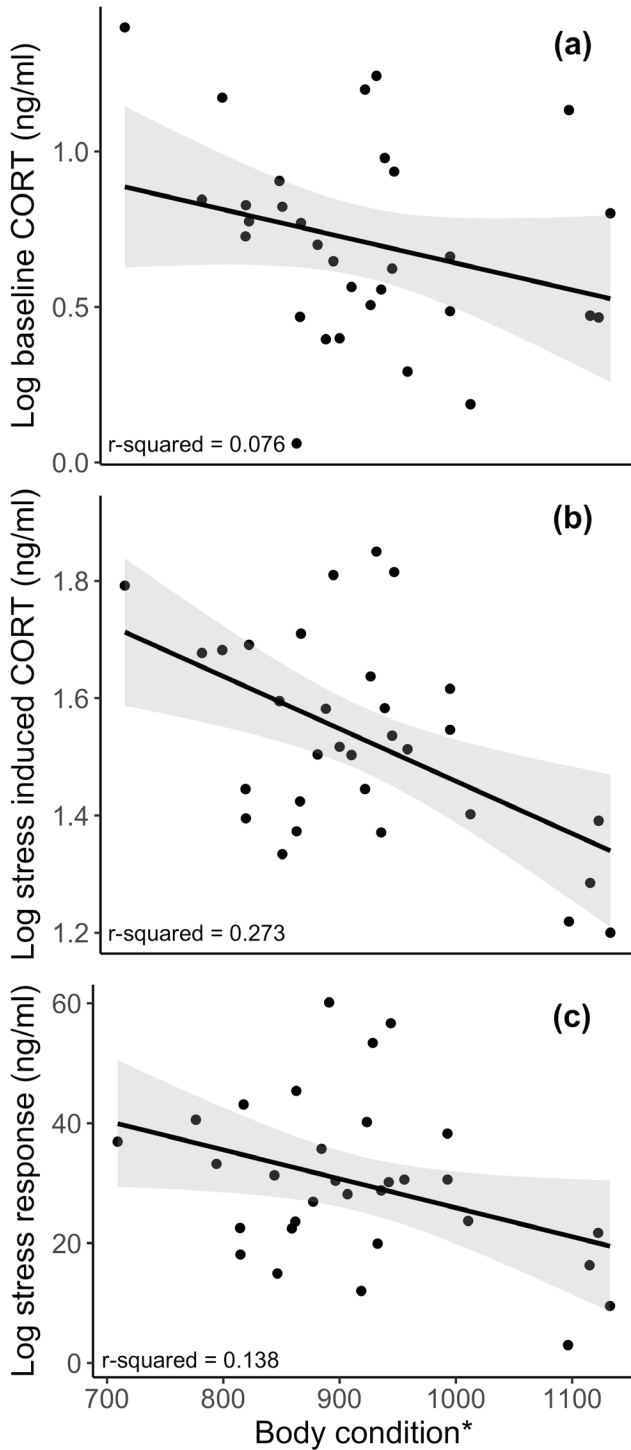 (a)
Log baseline CORT (ng/ml)
1.0
0.5
0.0
r-squared = 0.076
(b)
Log stress induced CORT (ng/ml)
1.8
1.6
1.4
1.2
r-squared = 0.273
(c)
Log stress response (ng/ml)
60
40
20
0
r-squared = 0.138
700 800 900 1000 1100
Body condition*